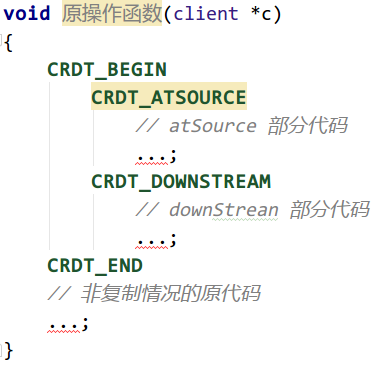 void 原操作函数(client *c)
{
CRDT_BEGIN
CRDT_ATSOURCE
// atSource 部分代码
...;
CRDT_DOWNSTREAM
// downStrean 部分代码
...;
CRDT_END
// 非复制情况的原代码
...;
}